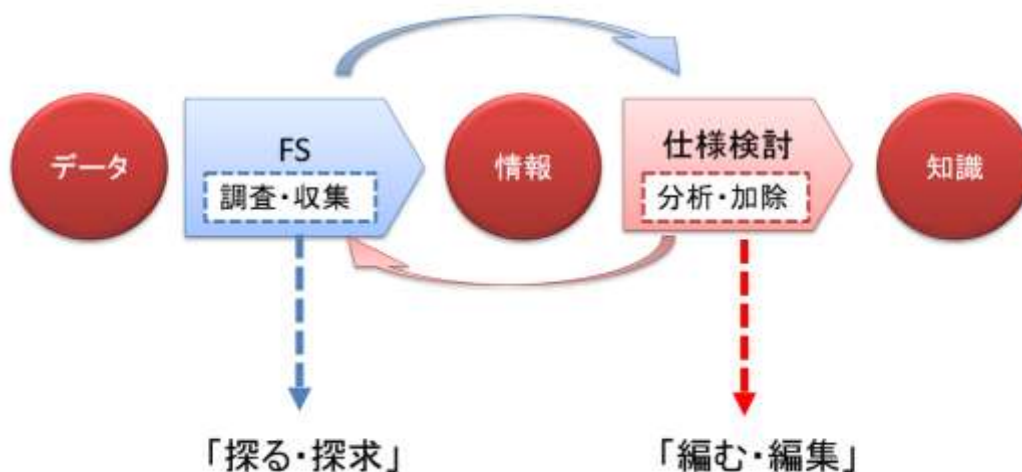 データ
FS
調査・収集
情報
仕様検討
分析・加除
知識
「探る・探求」
「編む・編集」